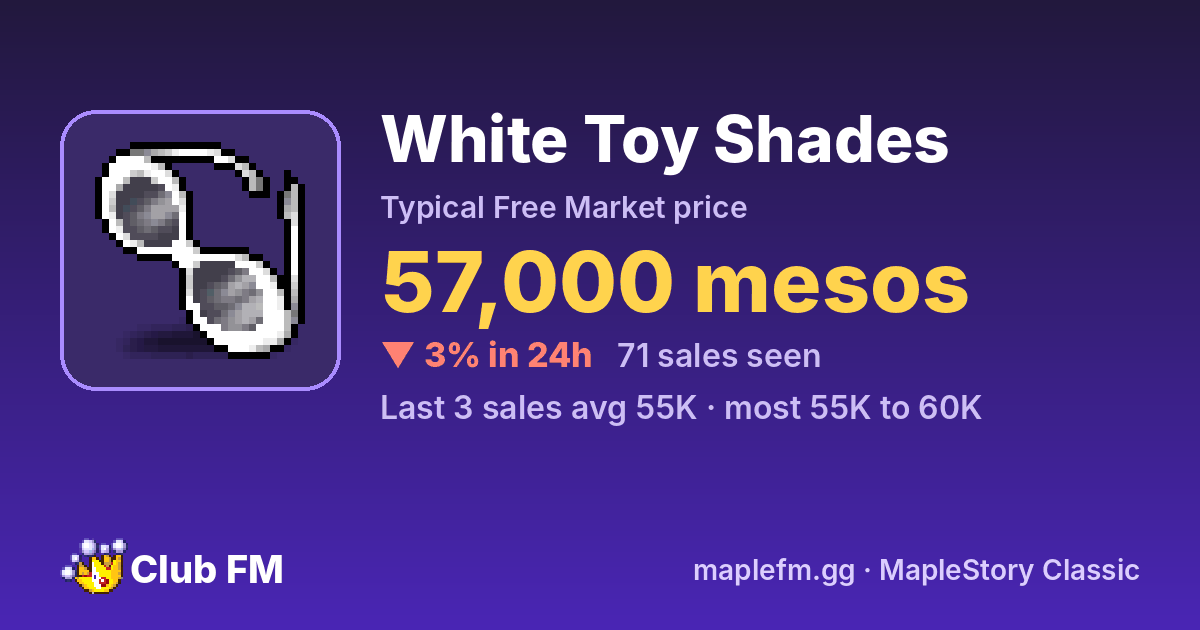 White Toy Shades
Typical Free Market price
57,000 mesos
▼ 3% in 24h 71 sales seen
Last 3 sales avg 55K · most 55K to 60K
Club FM
maplefm.gg · MapleStory Classic